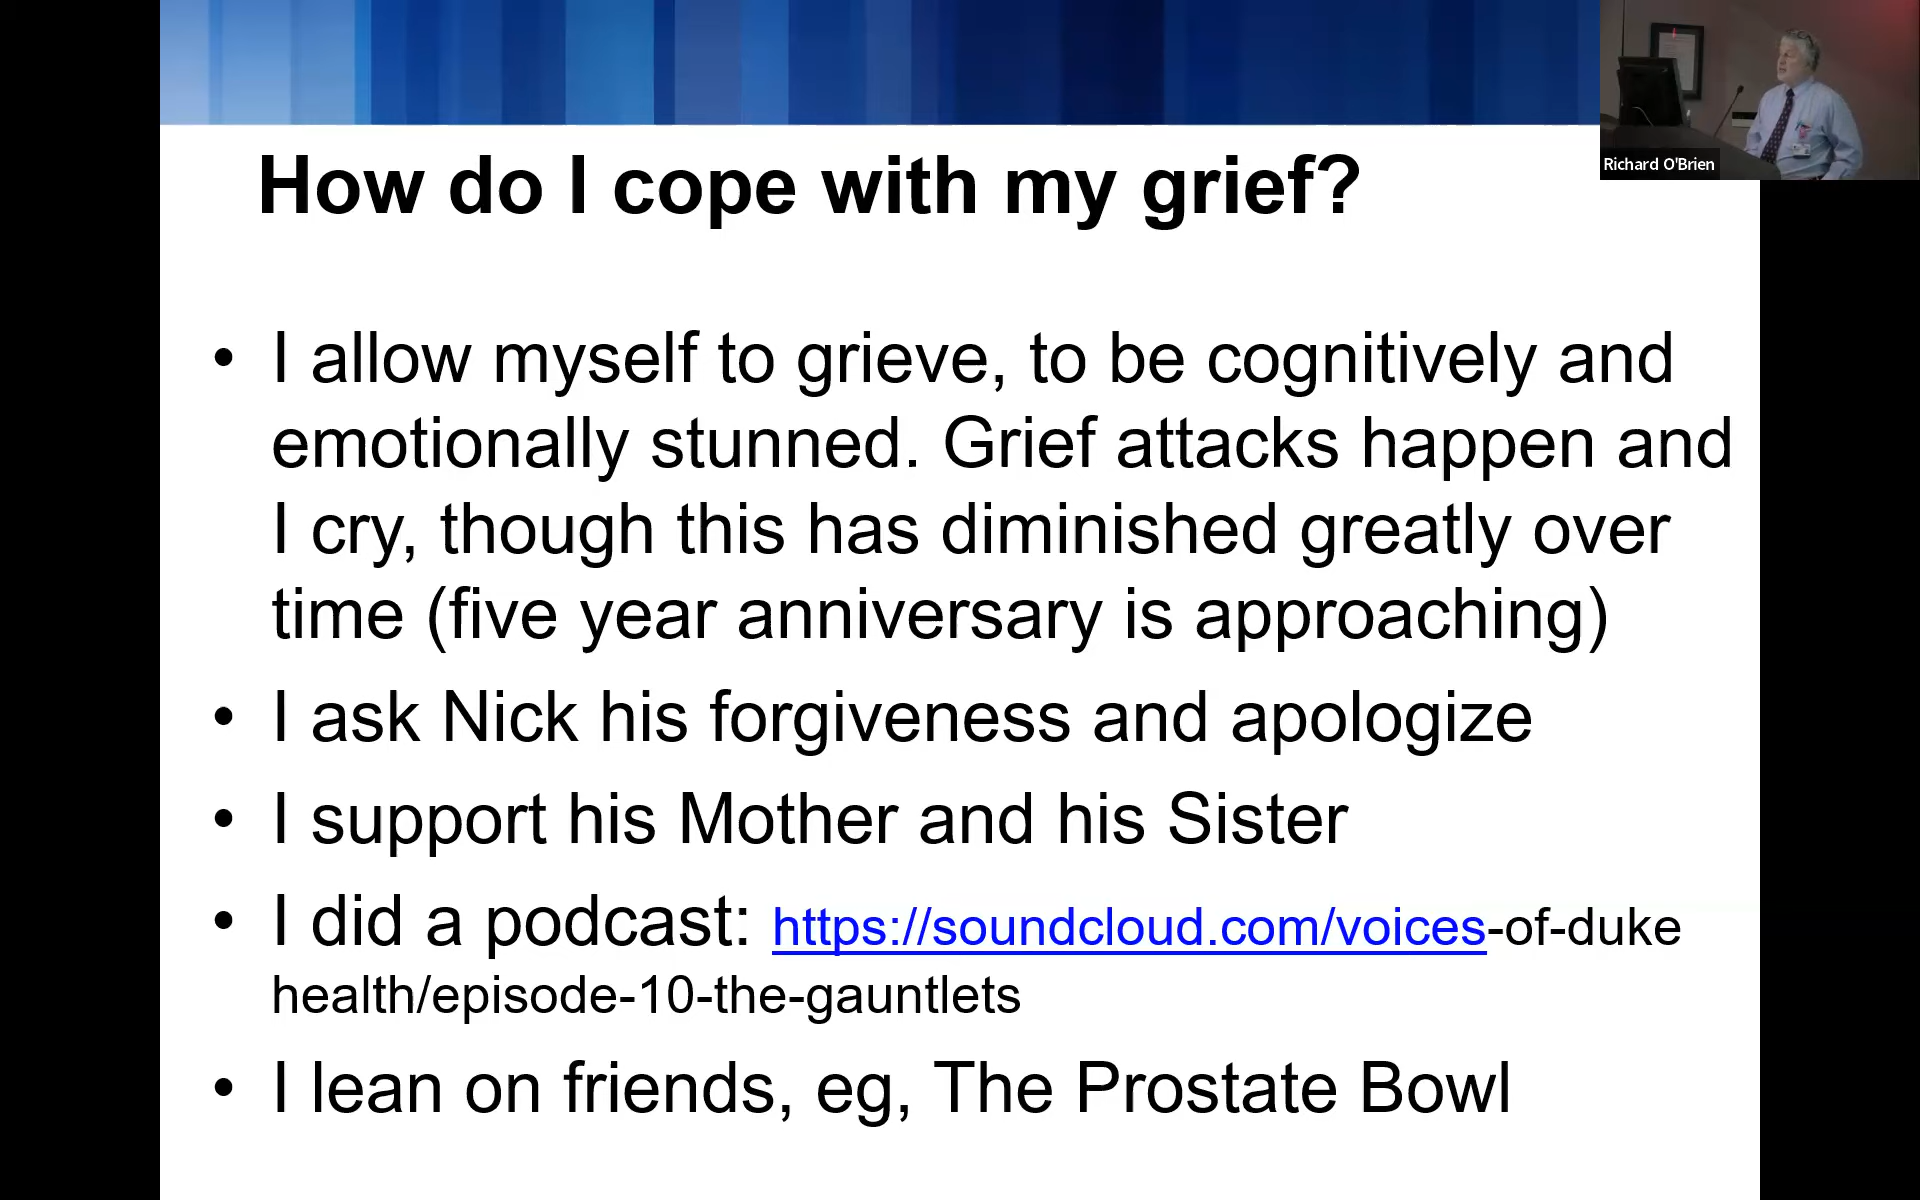 How do I cope with my grief?
Richard O'Brien
• I allow myself to grieve, to be cognitively and
emotionally stunned. Grief attacks happen and
I cry, though this has diminished greatly over
time (five year anniversary is approaching)
• I ask Nick his forgiveness and apologize
• I support his Mother and his Sister
• I did a podcast: https://soundcloud.com/voices-of-duke
health/episode-10-the-gauntlets
• I lean on friends, eg, The Prostate Bowl